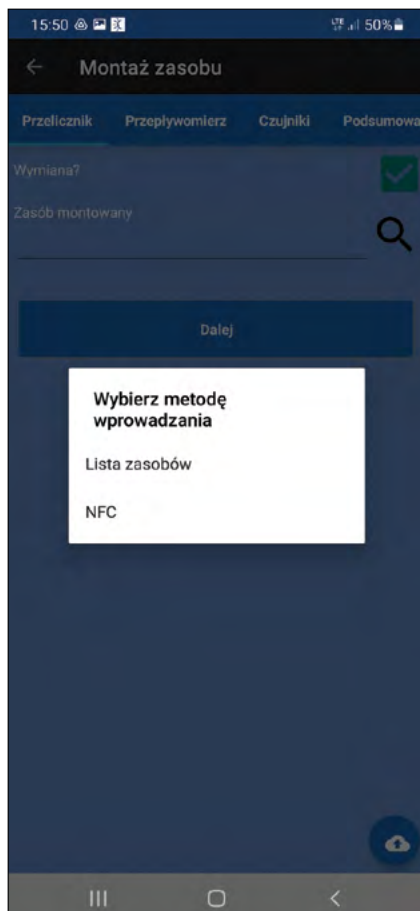 15:50 50%
Montaż zasobu
Przelicznik Przepływomierz Czujniki Podsumowa
Wymiana?
Zasób montowany
Dalej
Wybierz metodę
wprowadzania
Lista zasobów
NFC